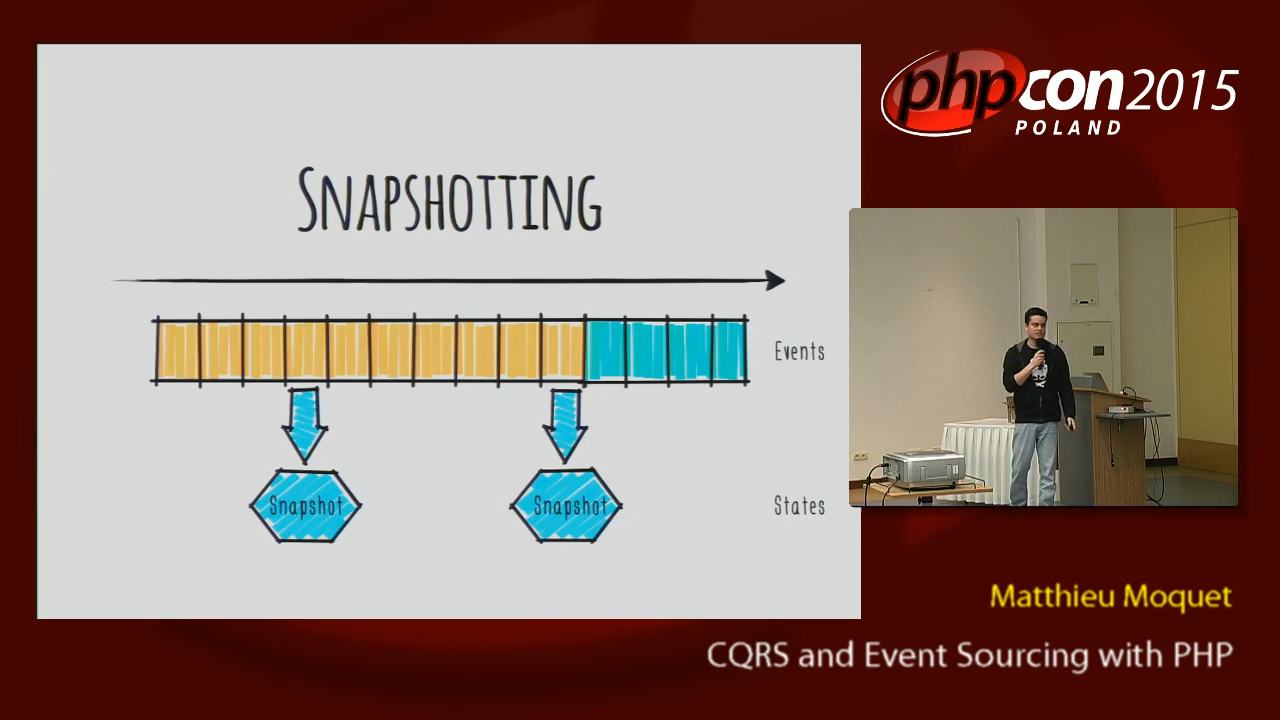 SNAPSHOTTING
Events
Snapshot
Snapshot
States
phpcon2015
POLAND
Matthieu Moquet
CQRS and Event Sourcing with PHP